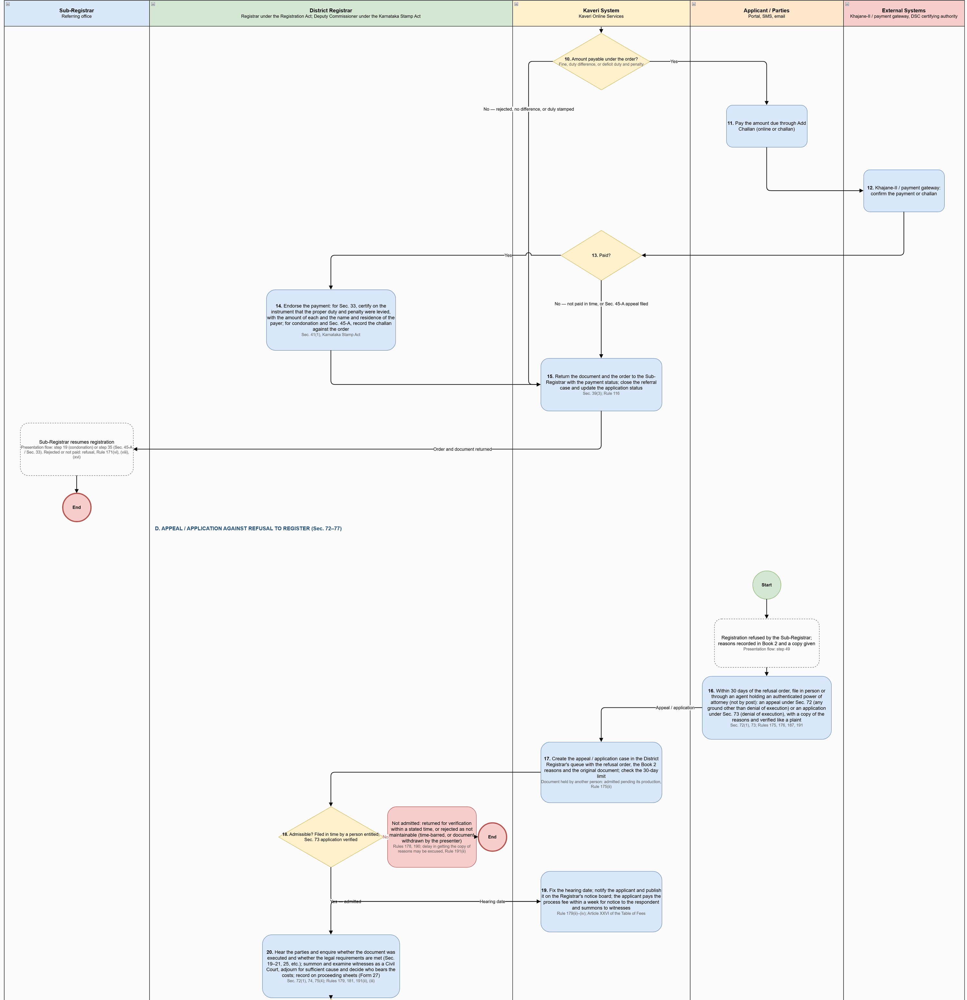 Sub-Registrar
Referring office
District Registrar
Registrar under the Registration Act; Deputy Commissioner under the Karnataka Stamp Act
Kaveri System
Kaveri Online Services
Applicant / Parties
Portal, SMS, email
External Systems
Khajane-II / payment gateway, DSC certifying authority
10. Amount payable under the order?
Fine, duty difference, or deficit duty and penalty
Yes
No — rejected, no difference, or duly stamped
11. Pay the amount due through Add
Challan (online or challan)
12. Khajane-II / payment gateway:
confirm the payment or challan
13. Paid?
Yes
No — not paid in time, or Sec. 45-A appeal filed
14. Endorse the payment: for Sec. 33, certify on the
instrument that the proper duty and penalty were levied,
with the amount of each and the name and residence of the
payer; for condonation and Sec. 45-A, record the challan
against the order
Sec. 41(1), Karnataka Stamp Act
15. Return the document and the order to the Sub-
Registrar with the payment status; close the referral
case and update the application status
Sec. 39(3); Rule 116
Sub-Registrar resumes registration
Presentation flow: step 19 (condonation) or step 35 (Sec. 45-A
/ Sec. 33). Rejected or not paid: refusal, Rule 171(vi), (viii),
(xvi)
Order and document returned
End
D. APPEAL / APPLICATION AGAINST REFUSAL TO REGISTER (Sec. 72–77)
Start
Registration refused by the Sub-Registrar;
reasons recorded in Book 2 and a copy given
Presentation flow: step 49
16. Within 30 days of the refusal order, file in person or
through an agent holding an authenticated power of
attorney (not by post): an appeal under Sec. 72 (any
ground other than denial of execution) or an application
under Sec. 73 (denial of execution), with a copy of the
reasons and verified like a plaint
Sec. 72(1), 73; Rules 175, 176, 187, 191
Appeal / application
17. Create the appeal / application case in the District
Registrar's queue with the refusal order, the Book 2
reasons and the original document; check the 30-day
limit
Document held by another person: admitted pending its production,
Rule 175(ii)
18. Admissible? Filed in time by a person entitled;
Sec. 73 application verified
No
Not admitted: returned for verification
within a stated time, or rejected as not
maintainable (time-barred, or document
withdrawn by the presenter)
Rules 178, 190; delay in getting the copy of
reasons may be excused, Rule 191(ii)
End
Yes — admitted
Hearing date
19. Fix the hearing date; notify the applicant and publish
it on the Registrar's notice board; the applicant pays the
process fee within a week for notice to the respondent
and summons to witnesses
Rule 179(ii)–(iv); Article XXVI of the Table of Fees
20. Hear the parties and enquire whether the document was
executed and whether the legal requirements are met (Sec.
19–21, 25, etc.); summon and examine witnesses as a Civil
Court, adjourn for sufficient cause and decide who bears the
costs; record on proceeding sheets (Form 27)
Sec. 72(1), 74, 75(4); Rules 179, 181, 191(ii), (iii)